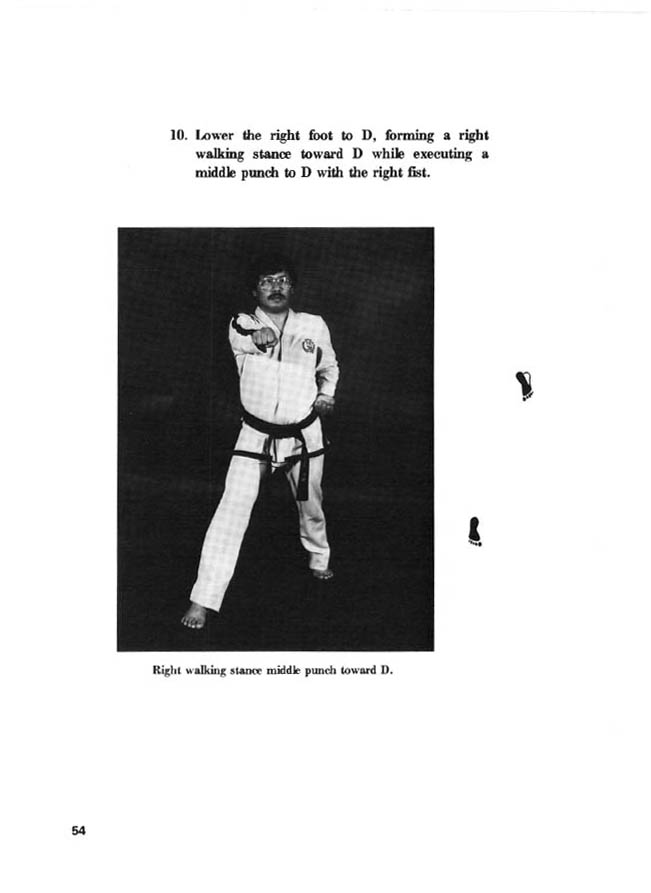 10. Lower the right foot to D, forming a right
walking stance toward D while executing a
middle punch to D with the right fist.
Right walking stance middle punch toward D.
54